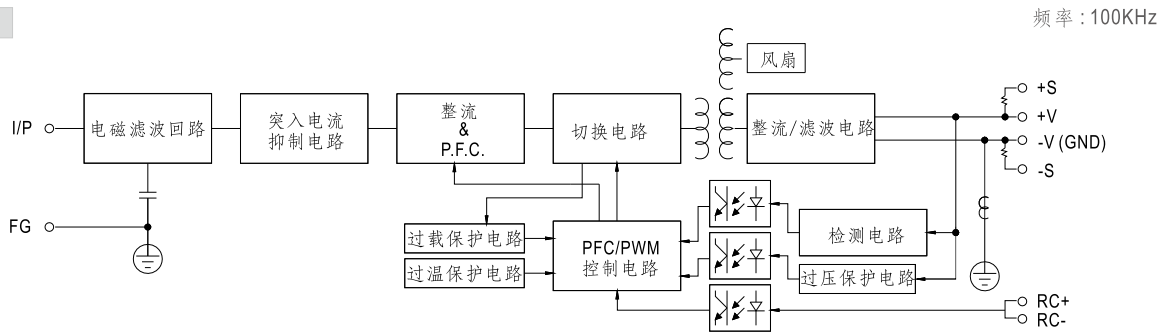 频率 : 100KHz
风扇
I/P
电磁滤波回路
突入电流
抑制电路
整流
&
P.F.C.
切换电路
整流/滤波电路
+S
+V
-V (GND)
-S
FG
过载保护电路
过温保护电路
PFC/PWM
控制电路
检测电路
过压保护电路
RC+
RC-